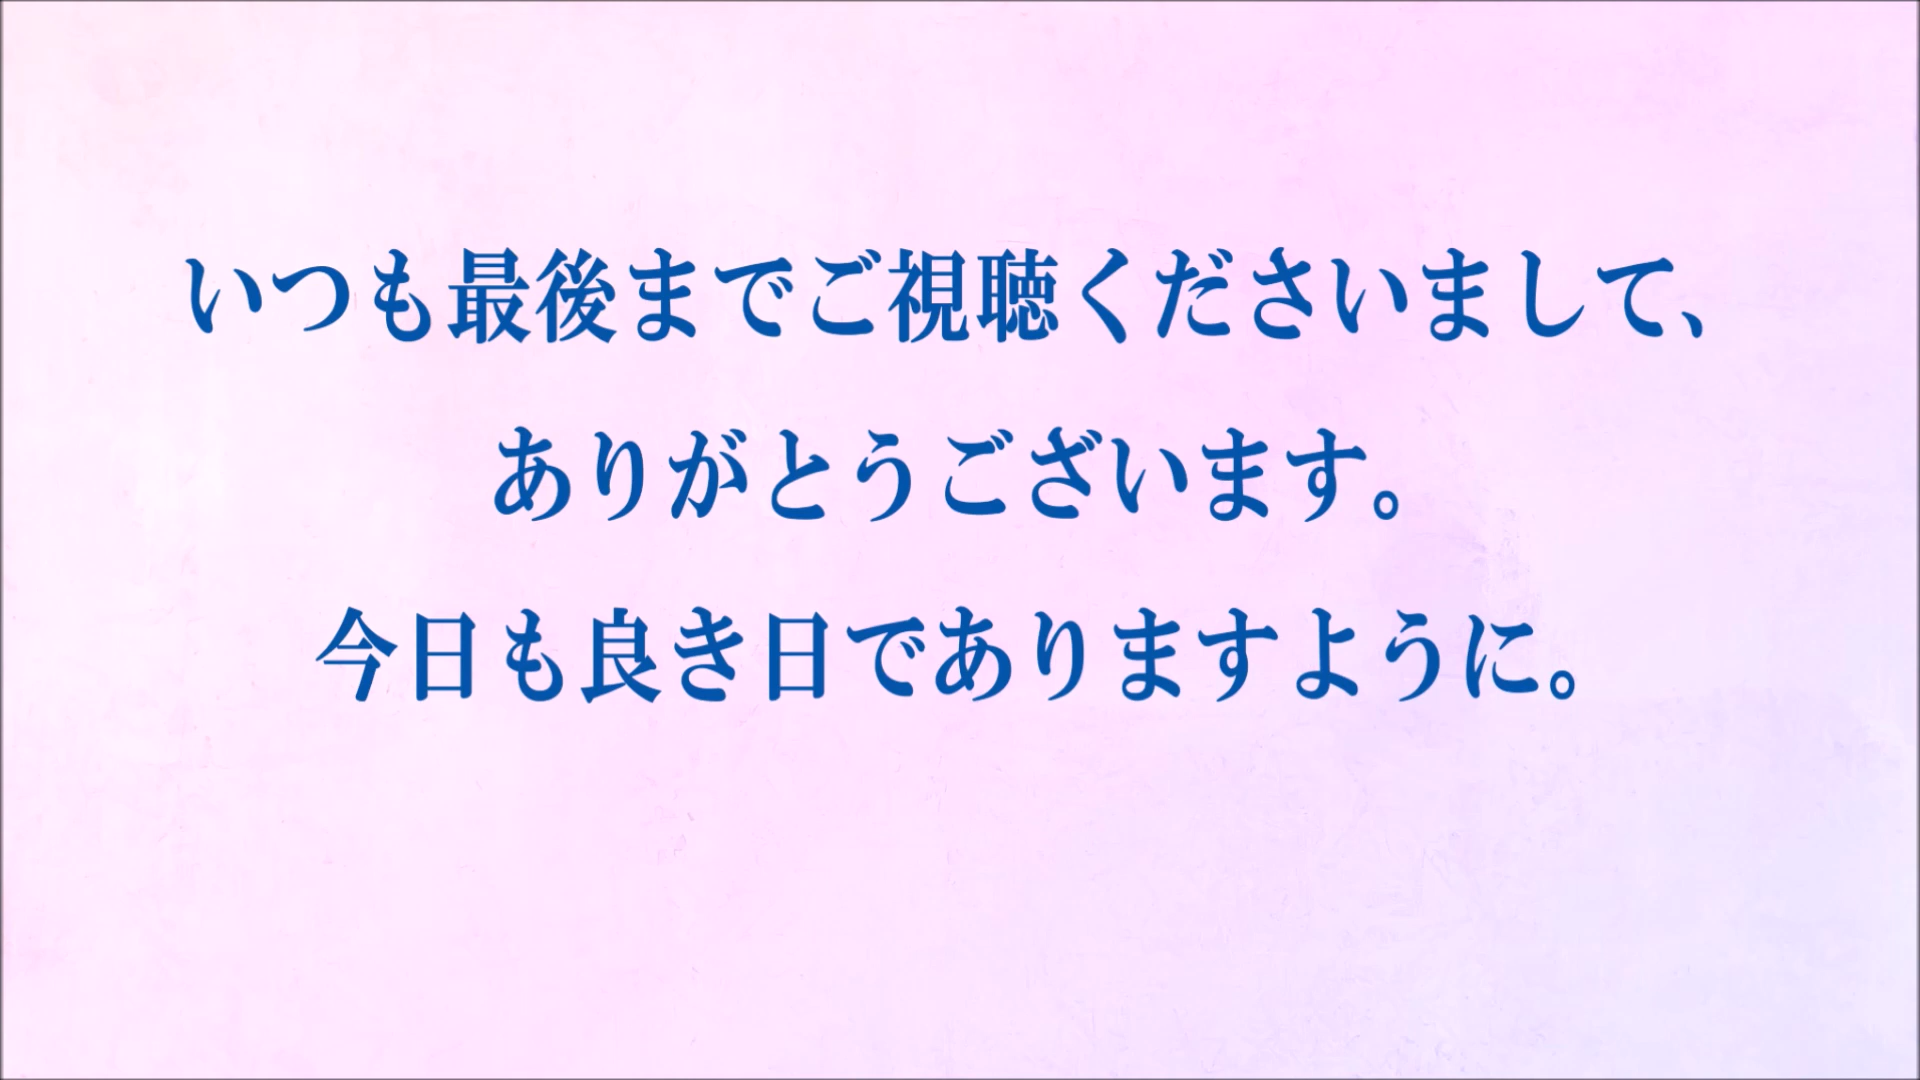 いつも最後までご視聴くださいまして、
ありがとうございます。
今日も良き日でありますように。